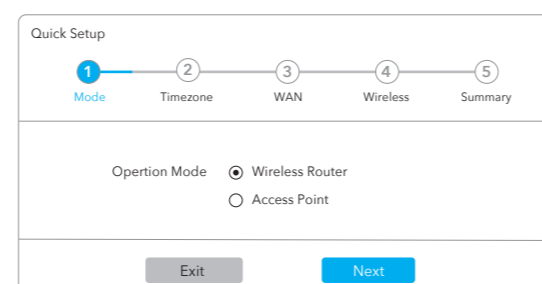 Quick Setup
1 2 3 4 5
Mode Timezone WAN Wireless Summary
Opertion Mode Wireless Router
Access Point
Exit Next